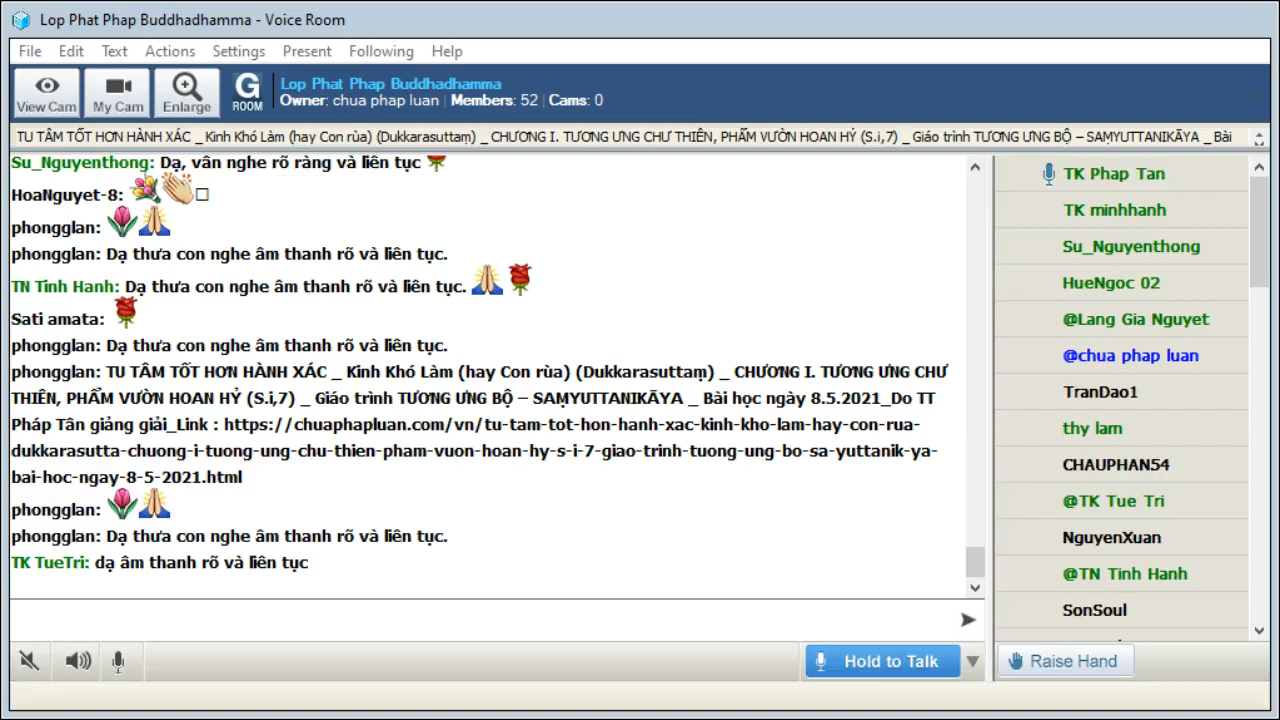 Lop Phat Phap Buddhadhamma - Voice Room
File Edit Text Actions Settings Present Following Help
View Cam
My Cam
Enlarge
G
ROOM
Lop Phat Phap Buddhadhamma
Owner: chua phap luan | Members: 52 | Cams: 0
TU TÂM TỐT HƠN HÀNH XÁC _ Kinh Khó Làm (hay Con rùa) (Dukkarasuttaṃ) _ CHƯƠNG I. TƯƠNG ƯNG CHƯ THIÊN, PHẨM VƯỜN HOAN HỶ (S.i,7) _ Giáo trình TƯƠNG ƯNG BỘ – SAṂYUTTANIKĀYA _ Bài
Su_Nguyenthong: Dạ, vân nghe rõ ràng và liên tục
HoaNguyet-8:
phongglan:
phongglan: Dạ thưa con nghe âm thanh rõ và liên tục.
TN Tinh Hanh: Dạ thưa con nghe âm thanh rõ và liên tục.
Sati amata:
phongglan: Dạ thưa con nghe âm thanh rõ và liên tục.
phongglan: TU TÂM TỐT HƠN HÀNH XÁC _ Kinh Khó Làm (hay Con rùa) (Dukkarasuttaṃ) _ CHƯƠNG I. TƯƠNG ƯNG CHƯ
THIÊN, PHẨM VƯỜN HOAN HỶ (S.i,7) _ Giáo trình TƯƠNG ƯNG BỘ – SAṂYUTTANIKĀYA _ Bài học ngày 8.5.2021_Do TT
Pháp Tân giảng giải_Link : https://chuaphapluan.com/vn/tu-tam-tot-hon-hanh-xac-kinh-kho-lam-hay-con-rua-
dukkarasutta-chuong-i-tuong-ung-chu-thien-pham-vuon-hoan-hy-s-i-7-giao-trinh-tuong-ung-bo-sa-yuttanik-ya-
bai-hoc-ngay-8-5-2021.html
phongglan:
phongglan: Dạ thưa con nghe âm thanh rõ và liên tục.
TK TueTri: dạ âm thanh rõ và liên tục
TK Phap Tan
TK minhhanh
Su_Nguyenthong
HueNgoc 02
@Lang Gia Nguyet
@chua phap luan
TranDao1
thy lam
CHAUPHAN54
@TK Tue Tri
NguyenXuan
@TN Tinh Hanh
SonSoul
Hold to Talk
Raise Hand